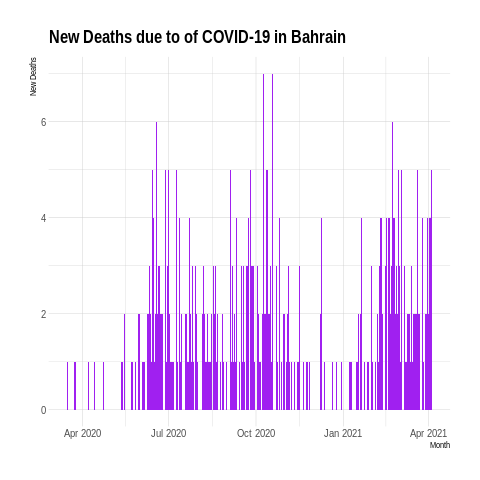 New Deaths due to of COVID-19 in Bahrain
New Deaths
6
4
2
0
Apr 2020 Jul 2020 Oct 2020 Jan 2021 Apr 2021
Month